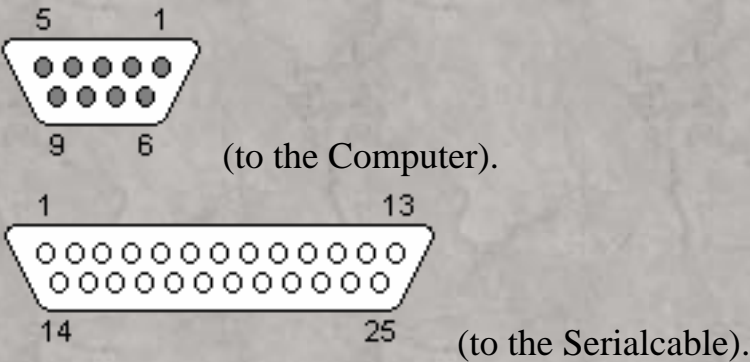 5 1
9 6
(to the Computer).
1 13
14 25
(to the Serialcable).